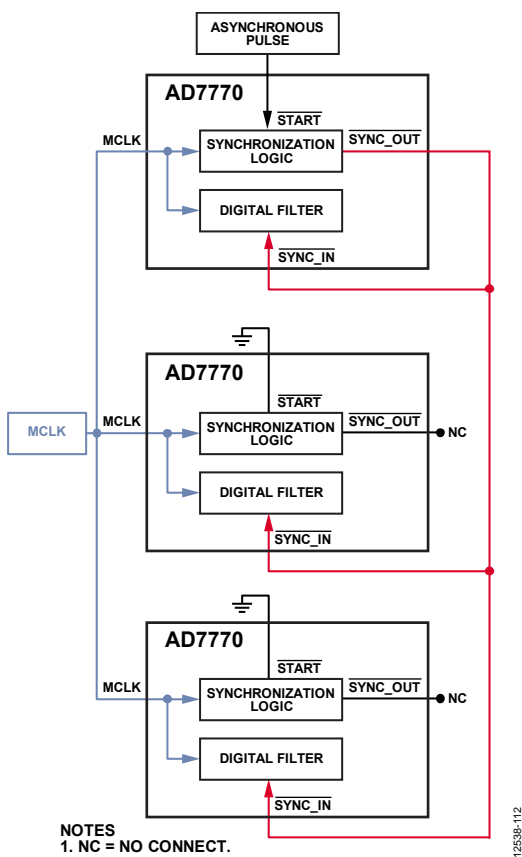 ASYNCHRONOUS
PULSE
AD7770
START
MCLK
SYNCHRONIZATION
LOGIC
SYNC_OUT
DIGITAL FILTER
SYNC_IN
AD7770
START
MCLK
MCLK
SYNCHRONIZATION
LOGIC
SYNC_OUT
NC
DIGITAL FILTER
SYNC_IN
AD7770
START
MCLK
SYNCHRONIZATION
LOGIC
SYNC_OUT
NC
DIGITAL FILTER
SYNC_IN
NOTES
1. NC = NO CONNECT.
12538-112